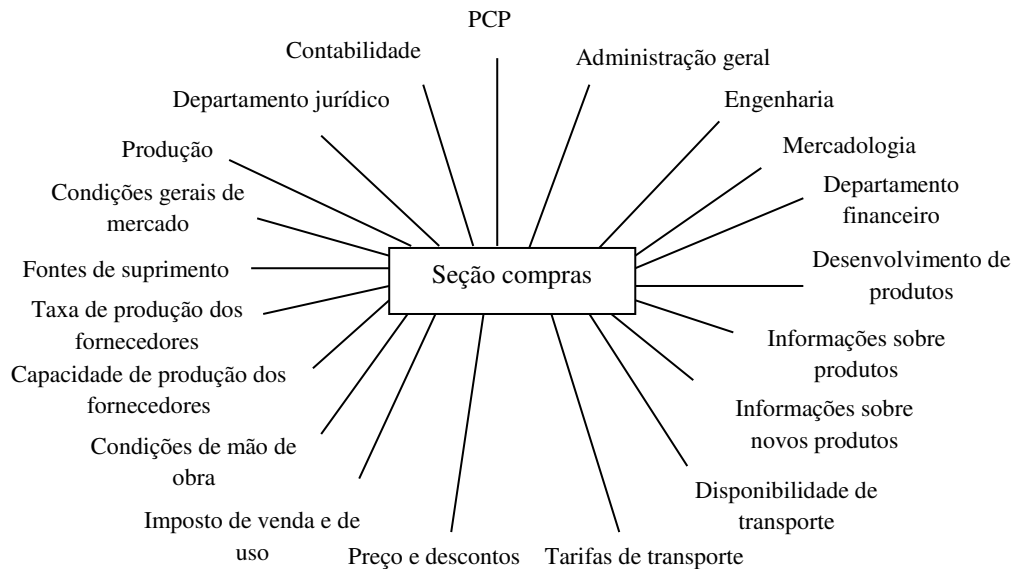 PCP
Contabilidade
Administração geral
Departamento jurídico
Engenharia
Produção
Mercadologia
Condições gerais de
mercado
Departamento
financeiro
Fontes de suprimento
Seção compras
Desenvolvimento de
produtos
Taxa de produção dos
fornecedores
Informações sobre
produtos
Capacidade de produção dos
fornecedores
Informações sobre
novos produtos
Condições de mão de
obra
Disponibilidade de
transporte
Imposto de venda e de
uso
Preço e descontos
Tarifas de transporte